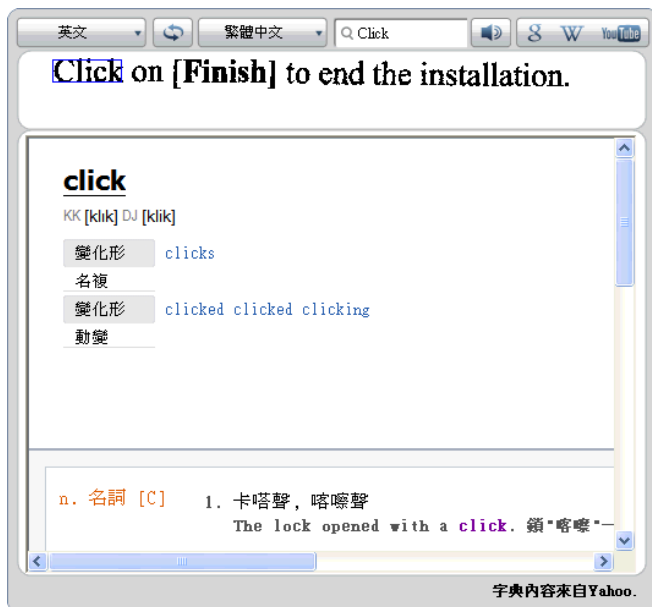 英文 繁體中文 Click g W YouTube
Click on [Finish] to end the installation.
click
KK [klɪk] DJ [klik]
變化形 clicks
名複
變化形 clicked clicked clicking
動變
n. 名詞 [C] 1. 卡嗒聲, 喀嚓聲
The lock opened with a click. 鎖"喀嚓"一
字典內容來自Yahoo.